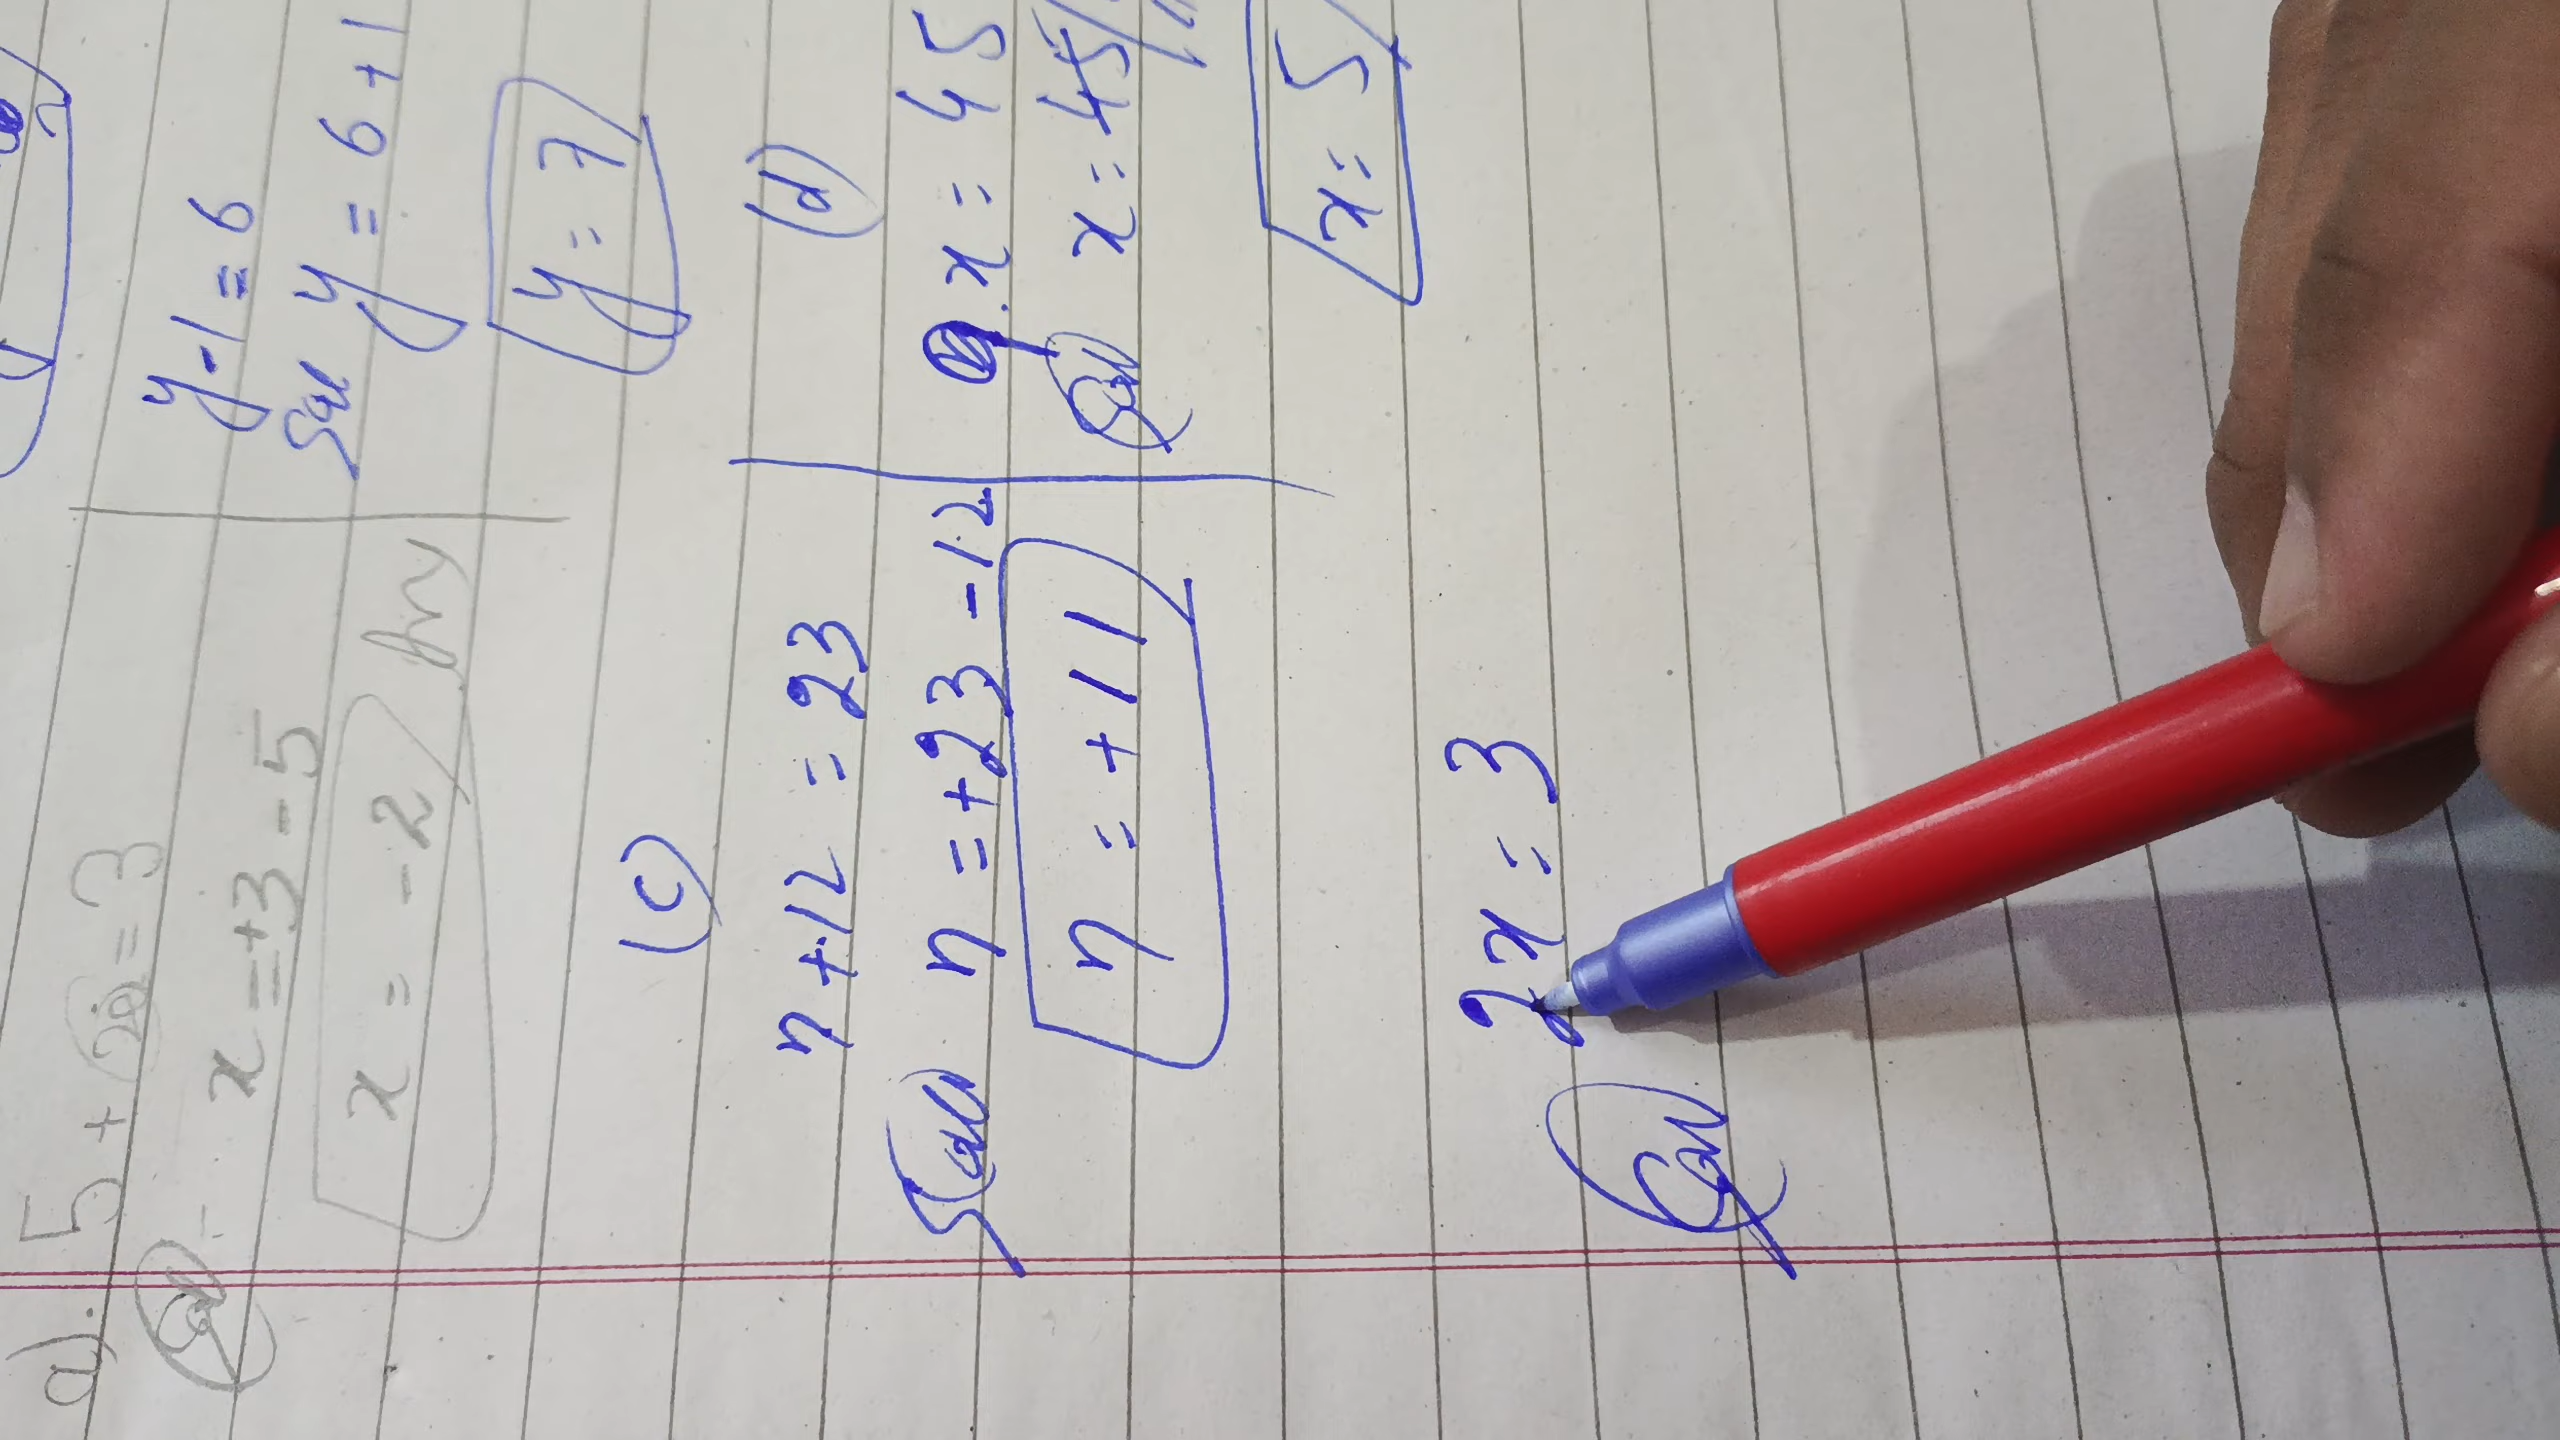 a). 5 + x = 3
Sol - x = +3 - 5
x = -2 Ans
y - 1 = 6
Sol y = 6 + 1
y = 7
(c)
η + 12 = 23
Sol η = +23 - 12
η = +11
(d)
9.x = 45
Sol x = 45/
x = 5
2x = 3
Sol